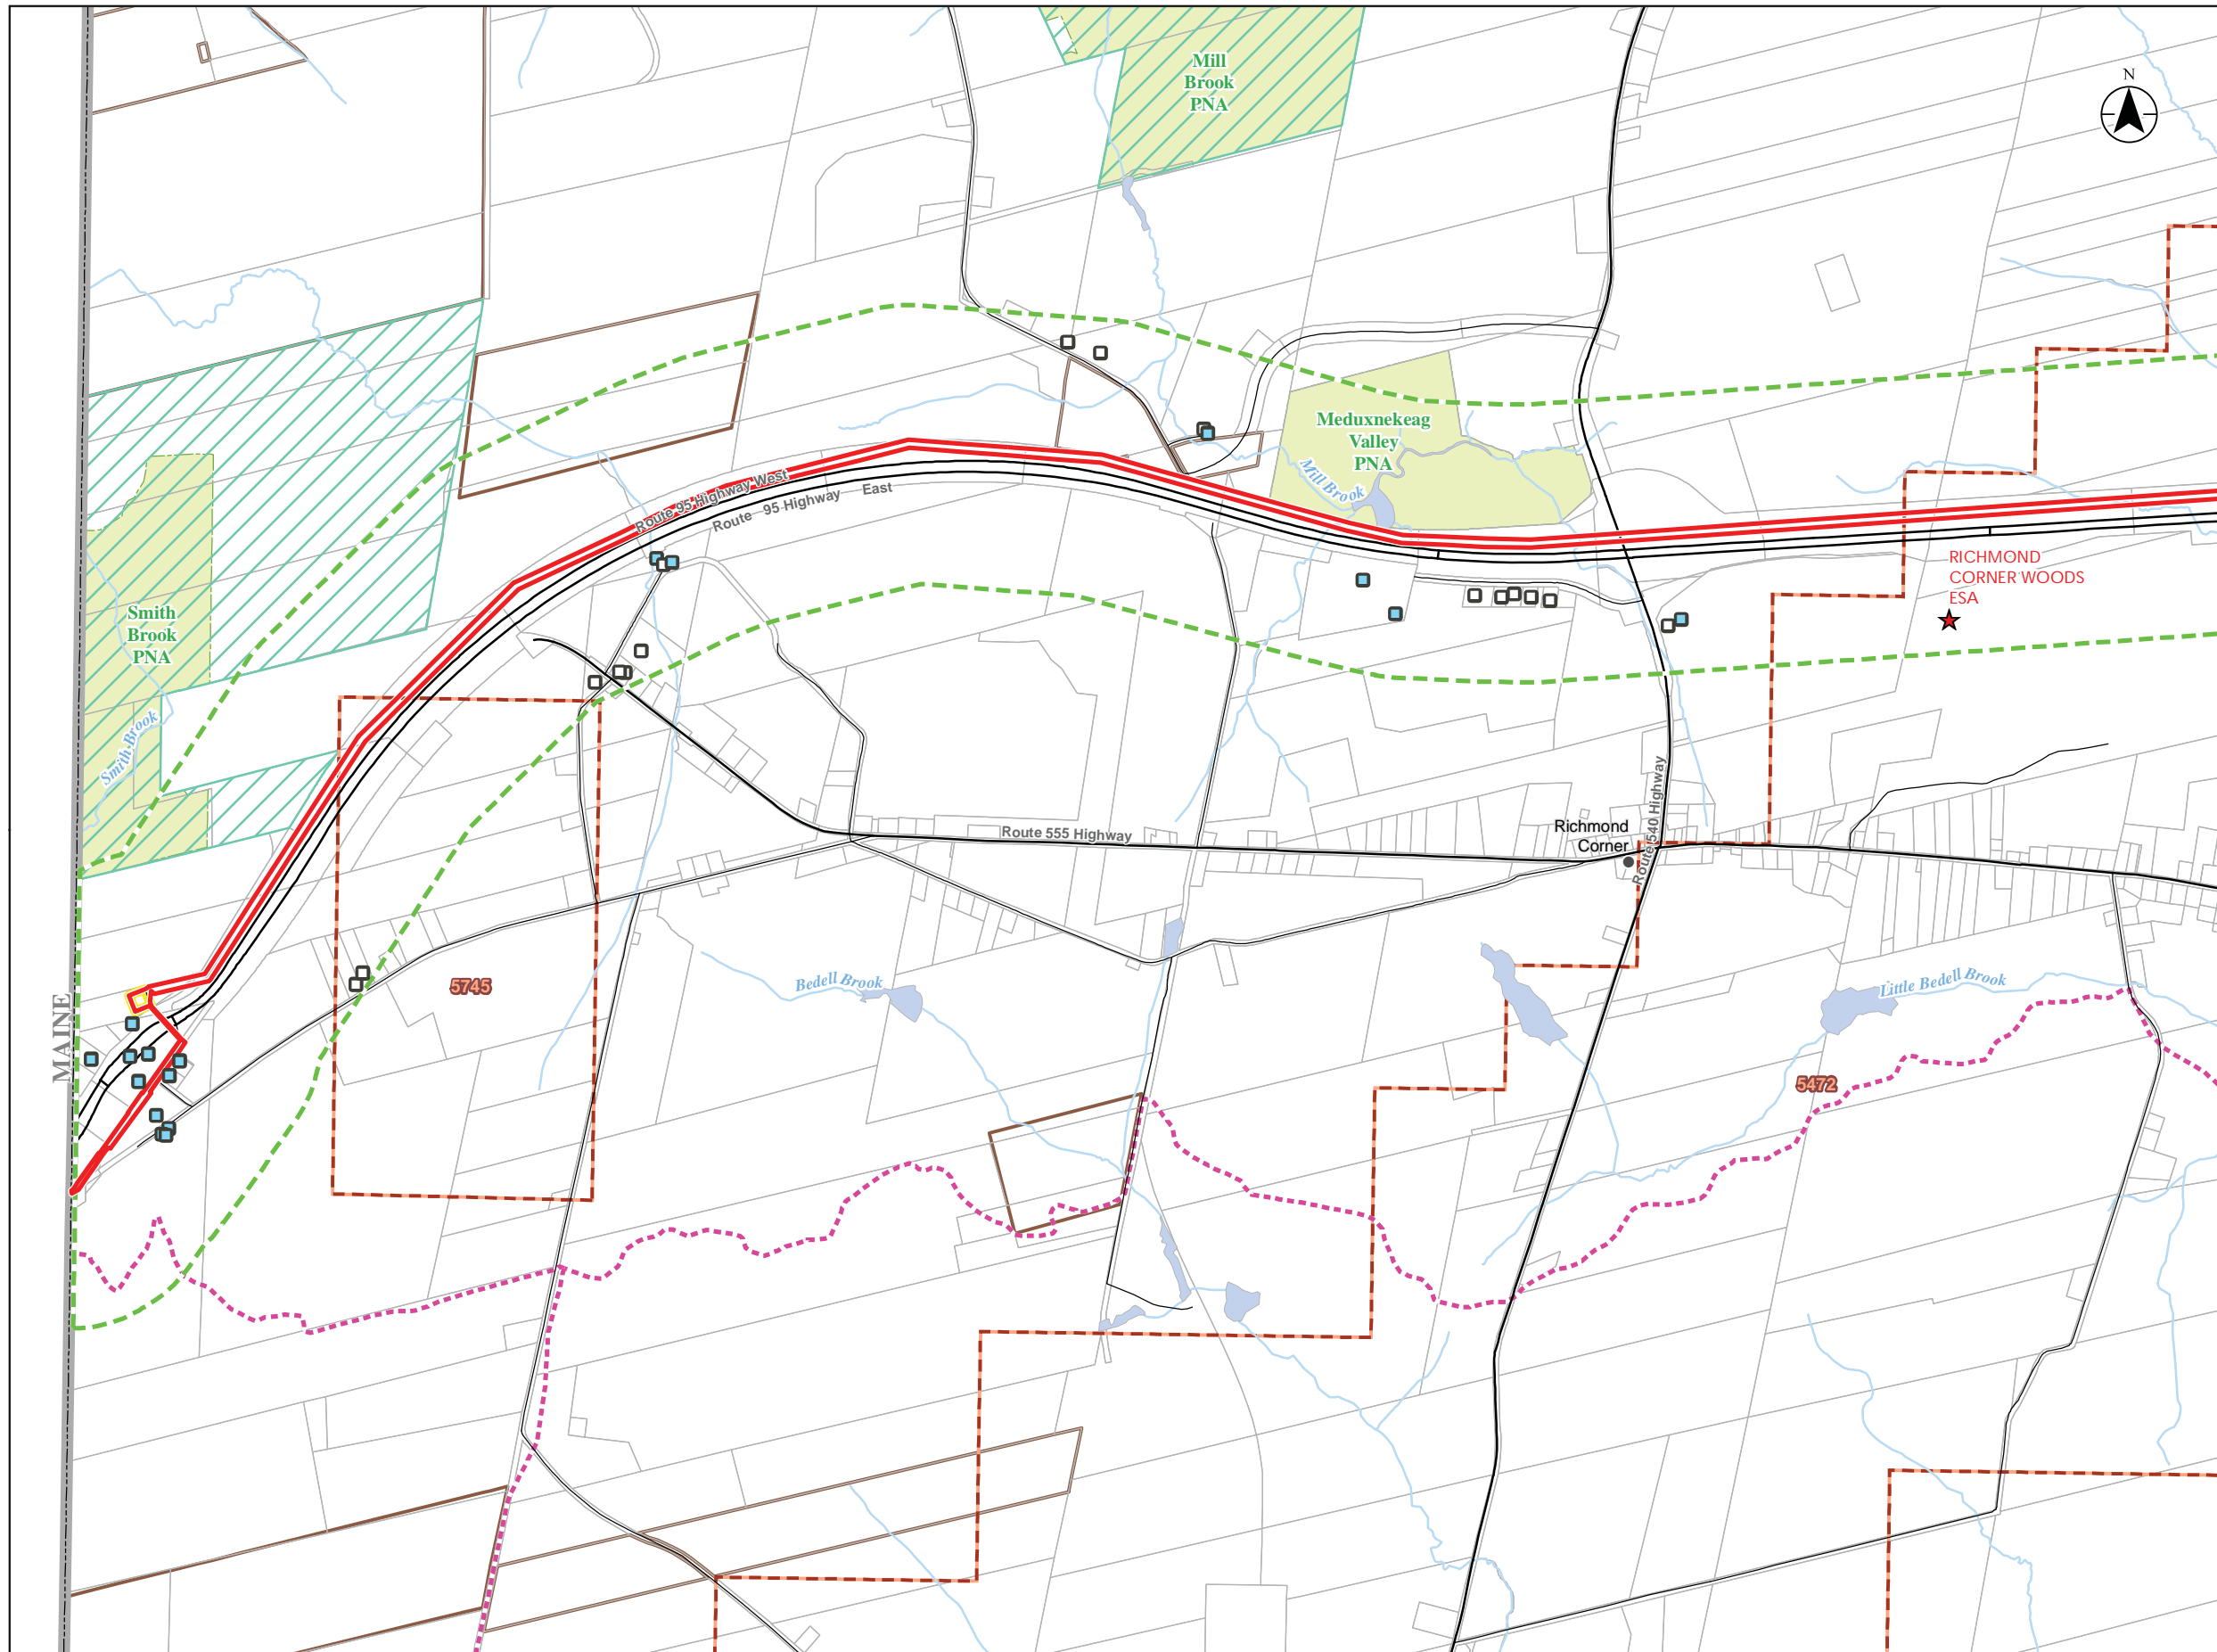 Mill
Brook
PNA
N
Meduxnekeag
Valley
PNA
Mill Brook
Route 95 Highway West
Route 95 Highway East
RICHMOND
CORNER WOODS
ESA
Smith
Brook
PNA
Smith Brook
Route 555 Highway
Richmond
Corner
Route 540 Highway
5745
Bedell Brook
Little Bedell Brook
MAINE
5472